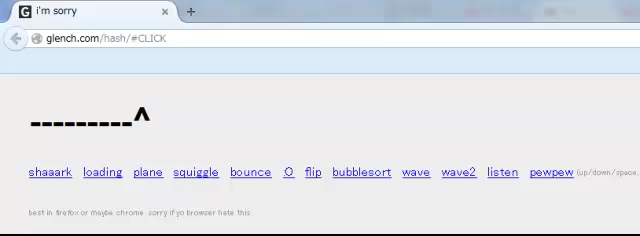 i'm sorry
glench.com/hash/#CLICK
_________^
shaaark loading plane squiggle bounce :O flip bubblesort wave wave2 listen pewpew (up/down/space,
best in firefox or maybe chrome. sorry if yo browser hate this